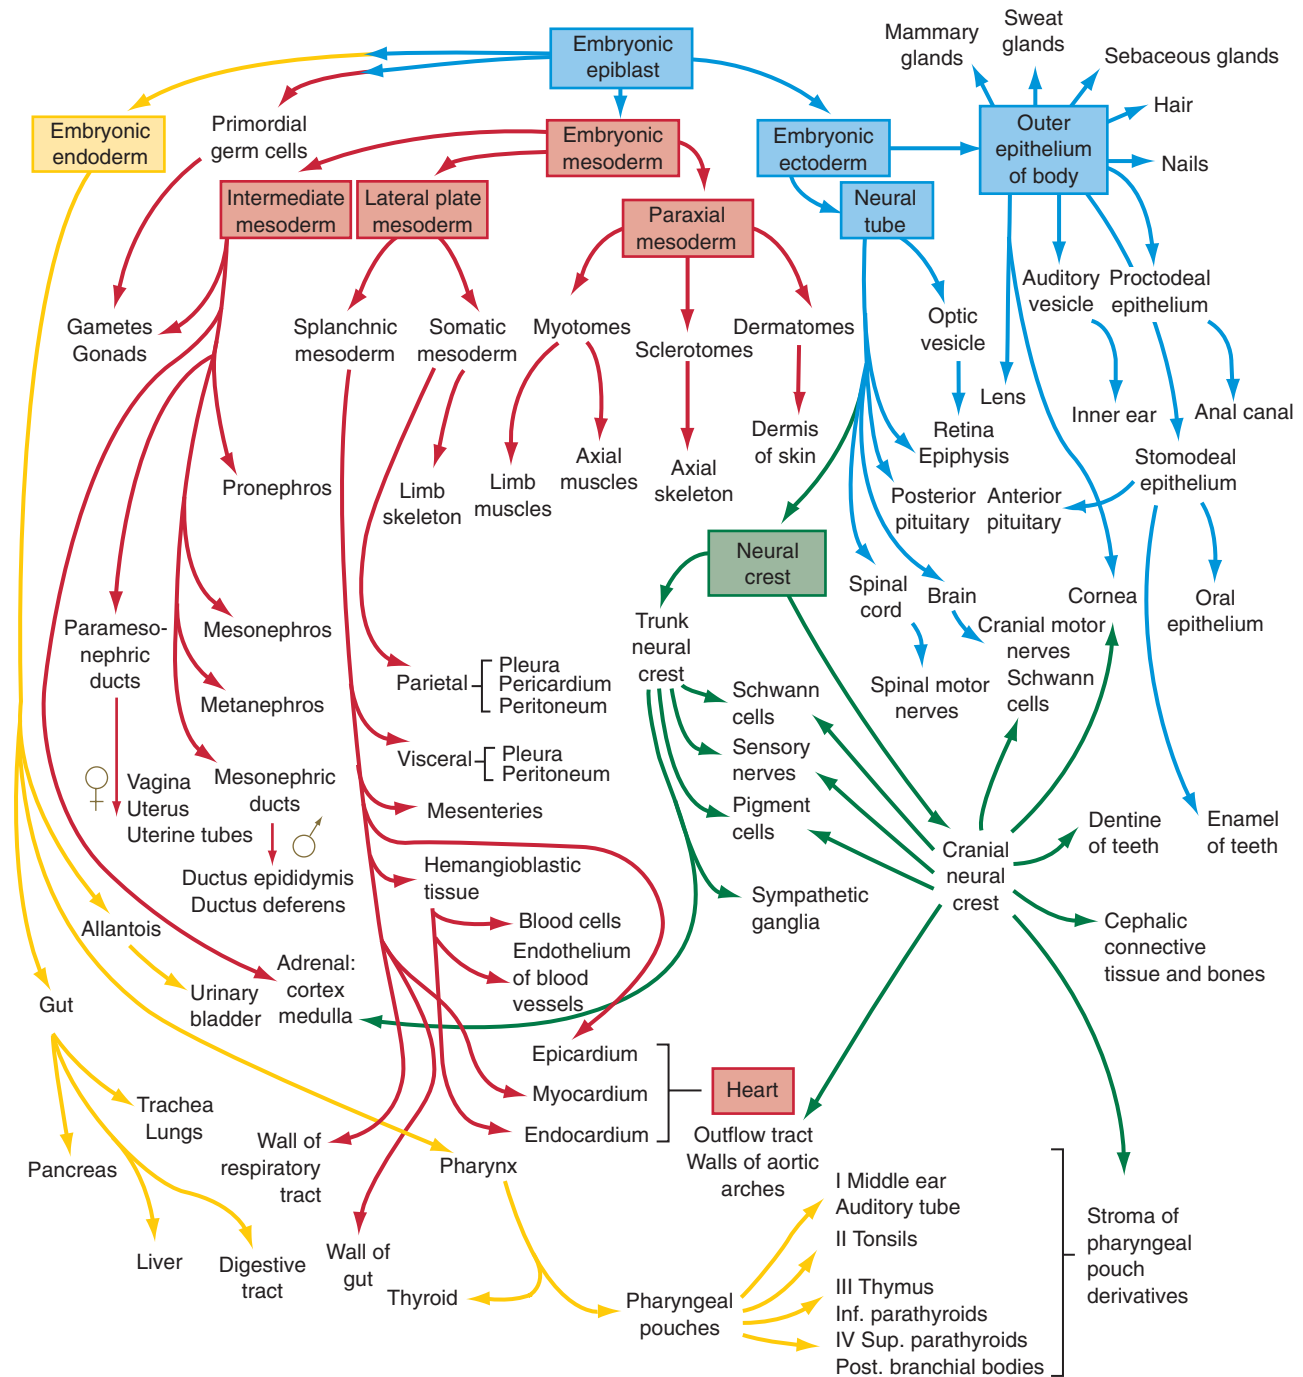 Embryonic
epiblast
Mammary
glands
Sweat
glands
Sebaceous glands
Hair
Nails
Embryonic
endoderm
Primordial
germ cells
Embryonic
mesoderm
Embryonic
ectoderm
Outer
epithelium
of body
Intermediate
mesoderm
Lateral plate
mesoderm
Paraxial
mesoderm
Neural
tube
Gametes
Gonads
Splanchnic
mesoderm
Somatic
mesoderm
Myotomes
Sclerotomes
Dermatomes
Optic
vesicle
Auditory
vesicle
Proctodeal
epithelium
Lens
Inner ear
Anal canal
Pronephros
Limb
skeleton
Limb
muscles
Axial
muscles
Axial
skeleton
Dermis
of skin
Retina
Epiphysis
Posterior
pituitary
Anterior
pituitary
Stomodeal
epithelium
Neural
crest
Spinal
cord
Brain
Cornea
Oral
epithelium
Parameso-
nephric
ducts
Mesonephros
Metanephros
Trunk
neural
crest
Cranial motor
nerves
Schwann
cells
Spinal motor
nerves
Parietal
Pleura
Pericardium
Peritoneum
Schwann
cells
Sensory
nerves
Pigment
cells
Visceral
Pleura
Peritoneum
Mesenteries
Vagina
Uterus
Uterine tubes
Mesonephric
ducts
Ductus epididymis
Ductus deferens
Hemangioblastic
tissue
Blood cells
Endothelium
of blood
vessels
Sympathetic
ganglia
Cranial
neural
crest
Dentine
of teeth
Enamel
of teeth
Cephalic
connective
tissue and bones
Allantois
Gut
Urinary
bladder
Adrenal:
cortex
medulla
Epicardium
Myocardium
Endocardium
Heart
Outflow tract
Walls of aortic
arches
Trachea
Lungs
Pancreas
Liver
Digestive
tract
Wall of
respiratory
tract
Wall of
gut
Pharynx
Thyroid
Pharyngeal
pouches
I Middle ear
Auditory tube
II Tonsils
III Thymus
Inf. parathyroids
IV Sup. parathyroids
Post. branchial bodies
Stroma of
pharyngeal
pouch
derivatives